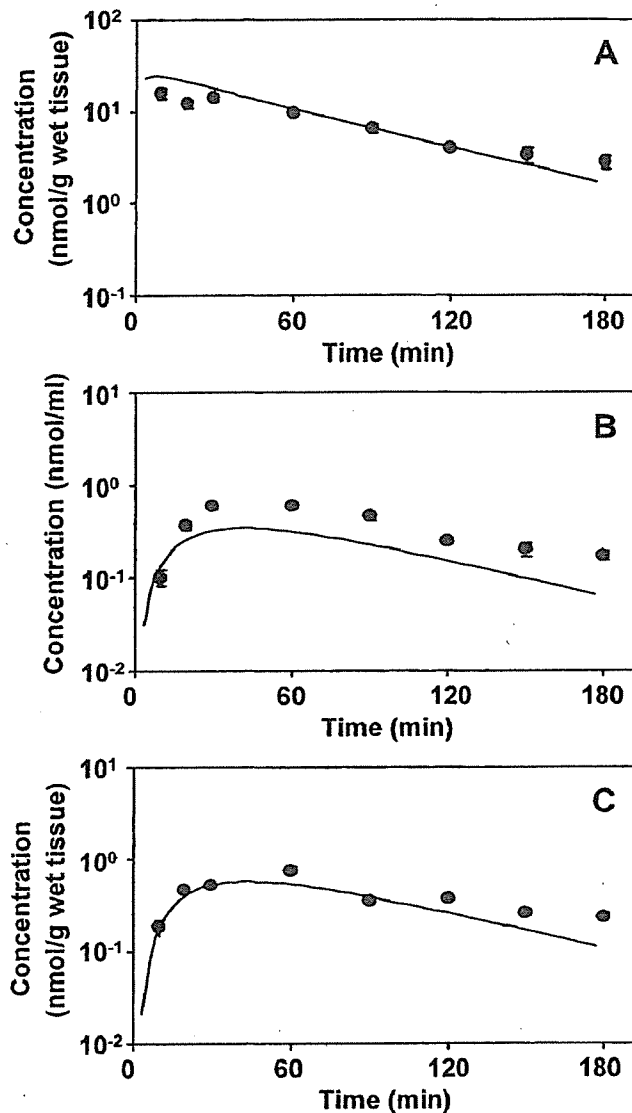 A
Concentration
(nmol/g wet tissue)
10²
10¹
10⁰
10⁻¹
0 60 120 180
Time (min)
B
Concentration (nmol/ml)
10¹
10⁰
10⁻¹
10⁻²
0 60 120 180
Time (min)
C
Concentration
(nmol/g wet tissue)
10¹
10⁰
10⁻¹
10⁻²
0 60 120 180
Time (min)